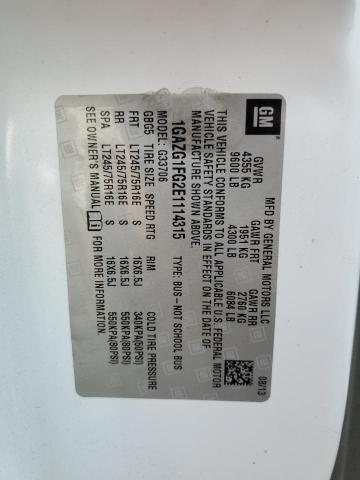 GM
MFD BY GENERAL MOTORS LLC
08/13
GVWR GAWR FRT GAWR RR
4355 KG 1951 KG 2760 KG
9600 LB 4300 LB 6084 LB
THIS VEHICLE CONFORMS TO ALL APPLICABLE U.S. FEDERAL MOTOR
VEHICLE SAFETY STANDARDS IN EFFECT ON THE DATE OF
MANUFACTURE SHOWN ABOVE.
1GAZG1FG2E1114315 TYPE: BUS-NOT SCHOOL BUS
MODEL: G33706
GBG5 TIRE SIZE SPEED RTG RIM COLD TIRE PRESSURE
FRT LT245/75R16E S 16X6.5J 340KPA(50PSI)
RR LT245/75R16E S 16X6.5J 550KPA(80PSI)
SPA LT245/75R16E S 16X6.5J 550KPA(80PSI)
SEE OWNER'S MANUAL